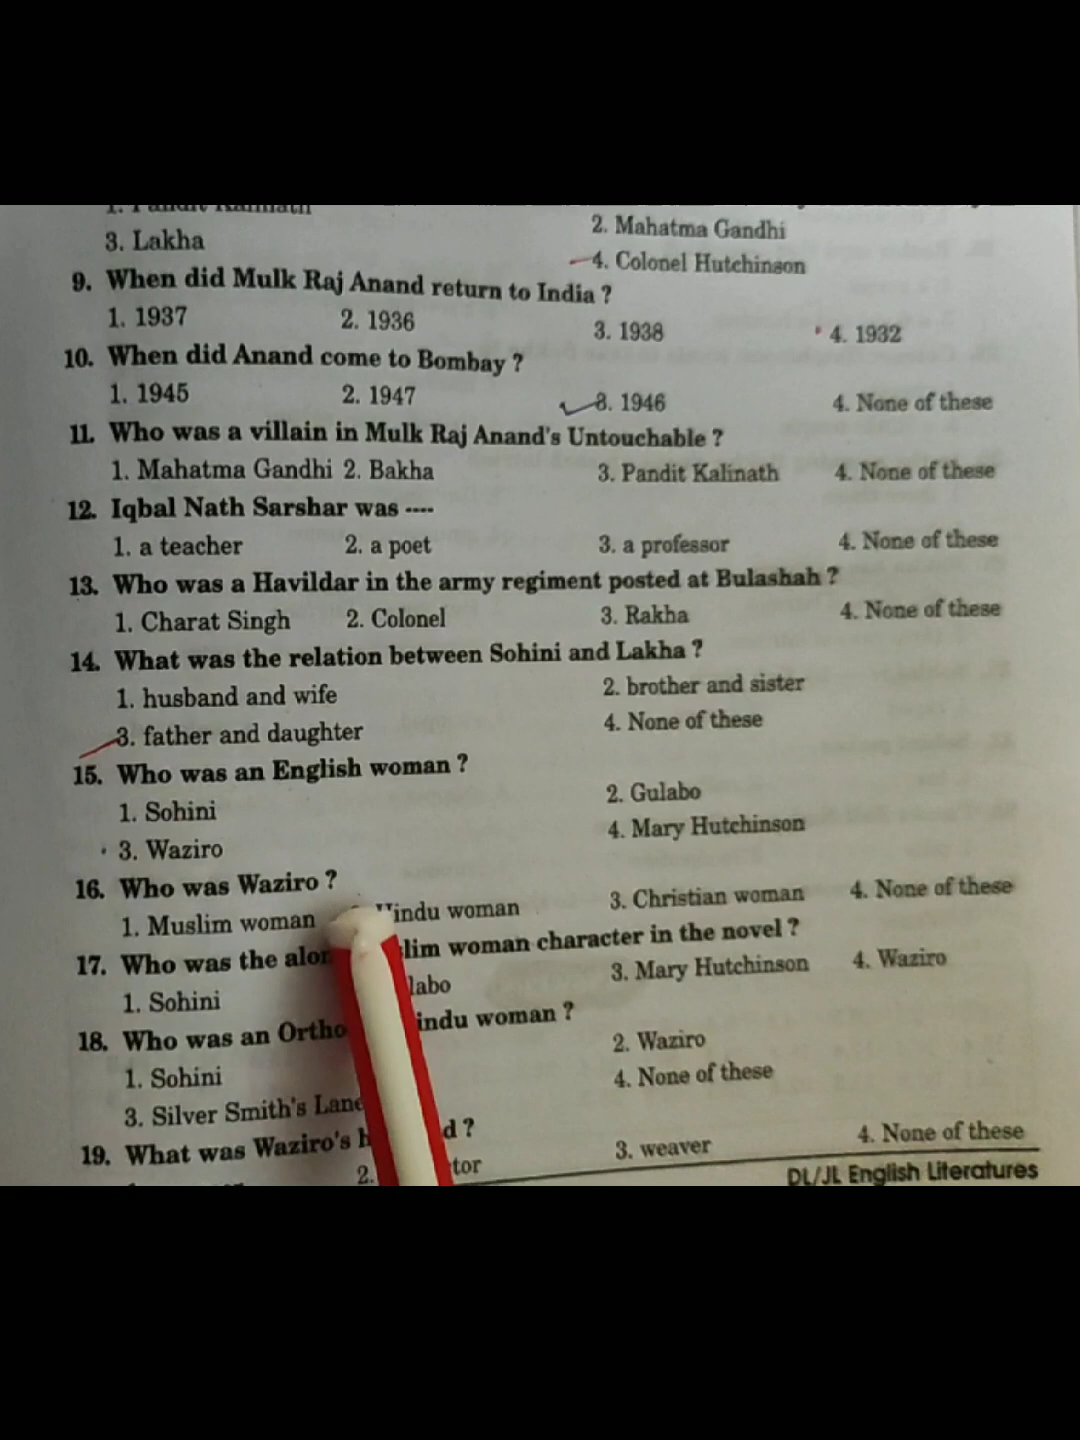 3. Lakha 2. Mahatma Gandhi
4. Colonel Hutchinson
9. When did Mulk Raj Anand return to India ?
1. 1937 2. 1936 3. 1938 4. 1932
10. When did Anand come to Bombay ?
1. 1945 2. 1947 3. 1946 4. None of these
11. Who was a villain in Mulk Raj Anand's Untouchable ?
1. Mahatma Gandhi 2. Bakha 3. Pandit Kalinath 4. None of these
12. Iqbal Nath Sarshar was ----
1. a teacher 2. a poet 3. a professor 4. None of these
13. Who was a Havildar in the army regiment posted at Bulashah ?
1. Charat Singh 2. Colonel 3. Rakha 4. None of these
14. What was the relation between Sohini and Lakha ?
1. husband and wife 2. brother and sister
3. father and daughter 4. None of these
15. Who was an English woman ?
1. Sohini 2. Gulabo
3. Waziro 4. Mary Hutchinson
16. Who was Waziro ?
1. Muslim woman Hindu woman 3. Christian woman 4. None of these
17. Who was the woman character in the novel ?
1. Sohini 3. Mary Hutchinson 4. Waziro
18. Who was an woman ?
1. Sohini 2. Waziro
3. Silver Smith's 4. None of these
19. What was Waziro's ?
2. 3. weaver 4. None of these
DL/JL English Literatures